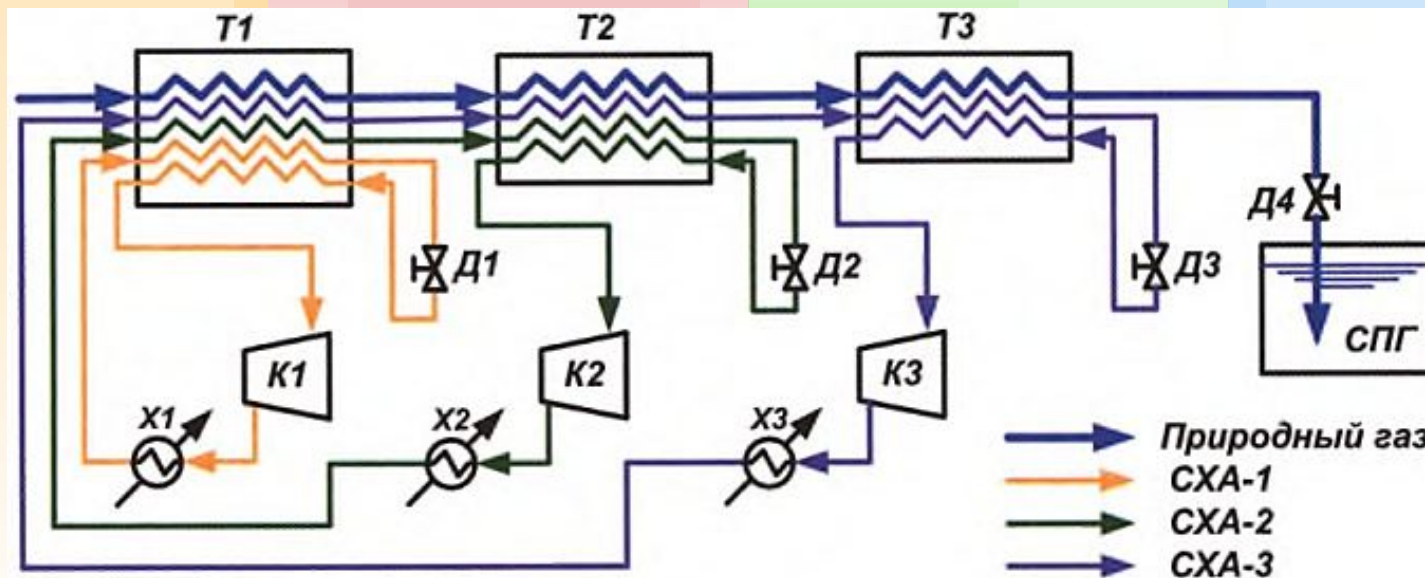 Т1
Т2
Т3
Д1
Д2
Д3
Д4
К1
К2
К3
СПГ
Х1
Х2
Х3
Природный газ
СХА-1
СХА-2
СХА-3